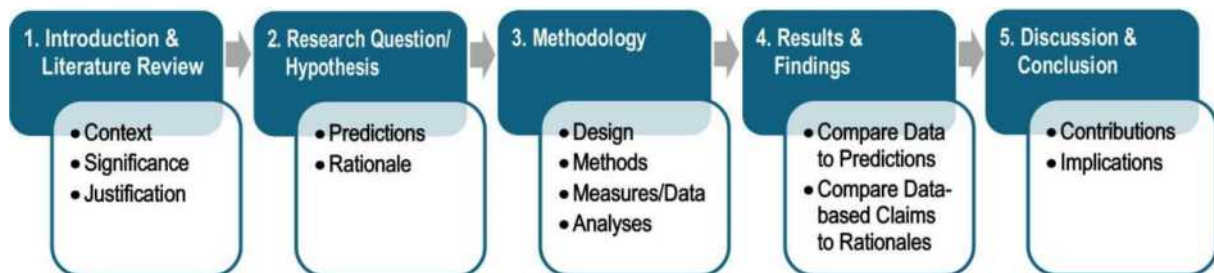 1. Introduction &
Literature Review
• Context
• Significance
• Justification
2. Research Question/
Hypothesis
• Predictions
• Rationale
3. Methodology
• Design
• Methods
• Measures/Data
• Analyses
4. Results &
Findings
• Compare Data
to Predictions
• Compare Data-
based Claims
to Rationales
5. Discussion &
Conclusion
• Contributions
• Implications